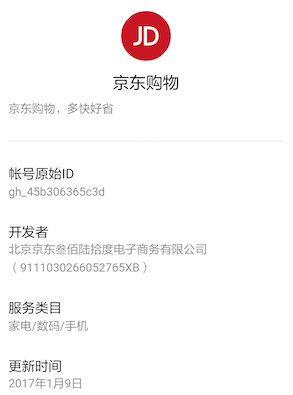 JD
京东购物
京东购物，多快好省
帐号原始ID
gh_45b306365c3d
开发者
北京京东叁佰陆拾度电子商务有限公司
（9111030266052765XB）
服务类目
家电/数码/手机
更新时间
2017年1月9日